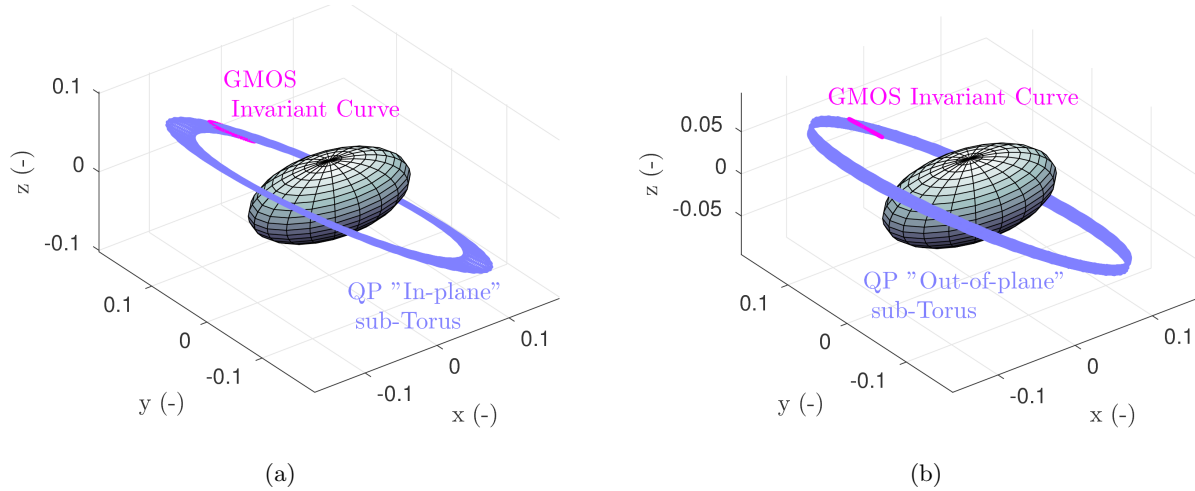 GMOS
Invariant Curve
0.1
0
-0.1
z (-)
QP "In-plane"
sub-Torus
0.1
0
-0.1
y (-)
-0.1
0
0.1
x (-)
(a)
GMOS Invariant Curve
0.05
0
-0.05
z (-)
QP "Out-of-plane"
sub-Torus
0.1
0
-0.1
y (-)
-0.1
0
0.1
x (-)
(b)